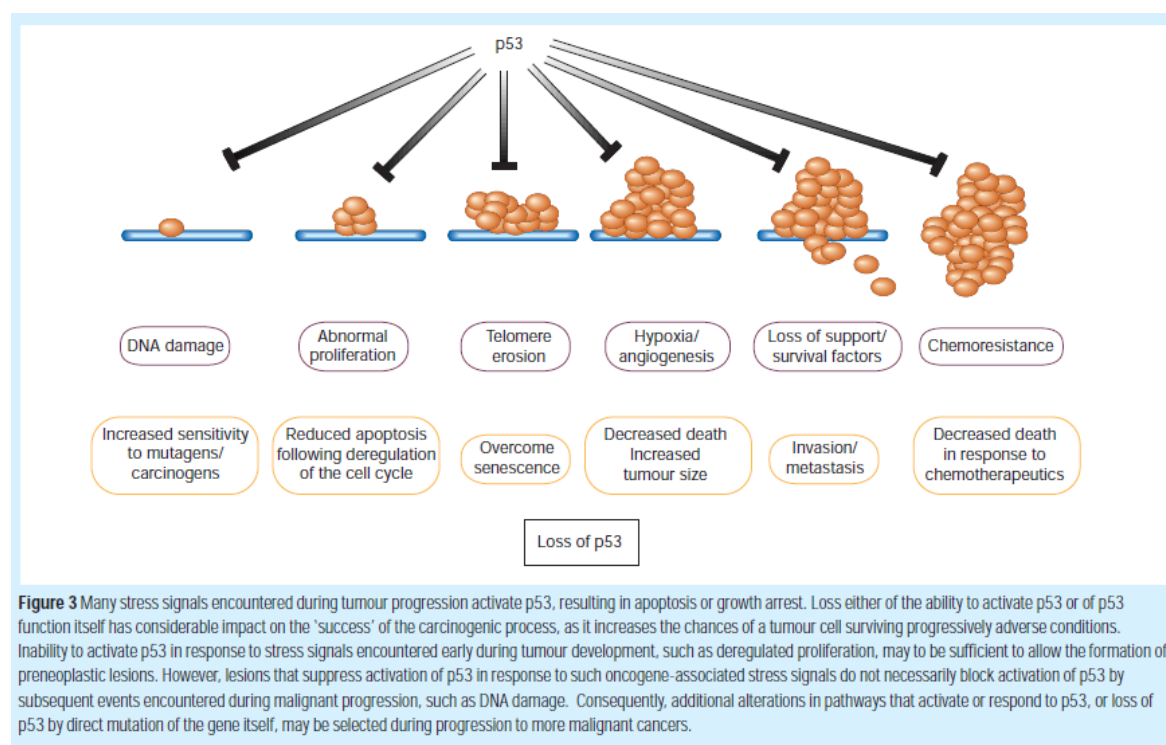 p53
DNA damage
Abnormal
proliferation
Telomere
erosion
Hypoxia/
angiogenesis
Loss of support/
survival factors
Chemoresistance
Increased sensitivity
to mutagens/
carcinogens
Reduced apoptosis
following deregulation
of the cell cycle
Overcome
senescence
Decreased death
Increased
tumour size
Invasion/
metastasis
Decreased death
in response to
chemotherapeutics
Loss of p53
Figure 3 Many stress signals encountered during tumour progression activate p53, resulting in apoptosis or growth arrest. Loss either of the ability to activate p53 or of p53
function itself has considerable impact on the ‘success’ of the carcinogenic process, as it increases the chances of a tumour cell surviving progressively adverse conditions.
Inability to activate p53 in response to stress signals encountered early during tumour development, such as deregulated proliferation, may to be sufficient to allow the formation of
preneoplastic lesions. However, lesions that suppress activation of p53 in response to such oncogene-associated stress signals do not necessarily block activation of p53 by
subsequent events encountered during malignant progression, such as DNA damage. Consequently, additional alterations in pathways that activate or respond to p53, or loss of
p53 by direct mutation of the gene itself, may be selected during progression to more malignant cancers.